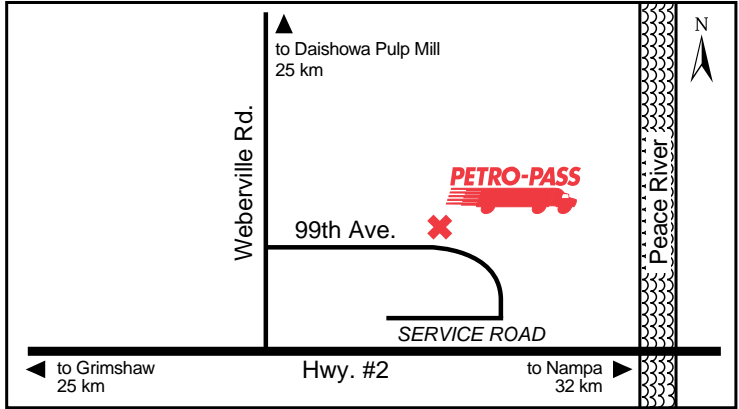 N
to Daishowa Pulp Mill
25 km
Weberville Rd.
PETRO-PASS
Peace River
99th Ave.
SERVICE ROAD
to Grimshaw
25 km
Hwy. #2
to Nampa
32 km